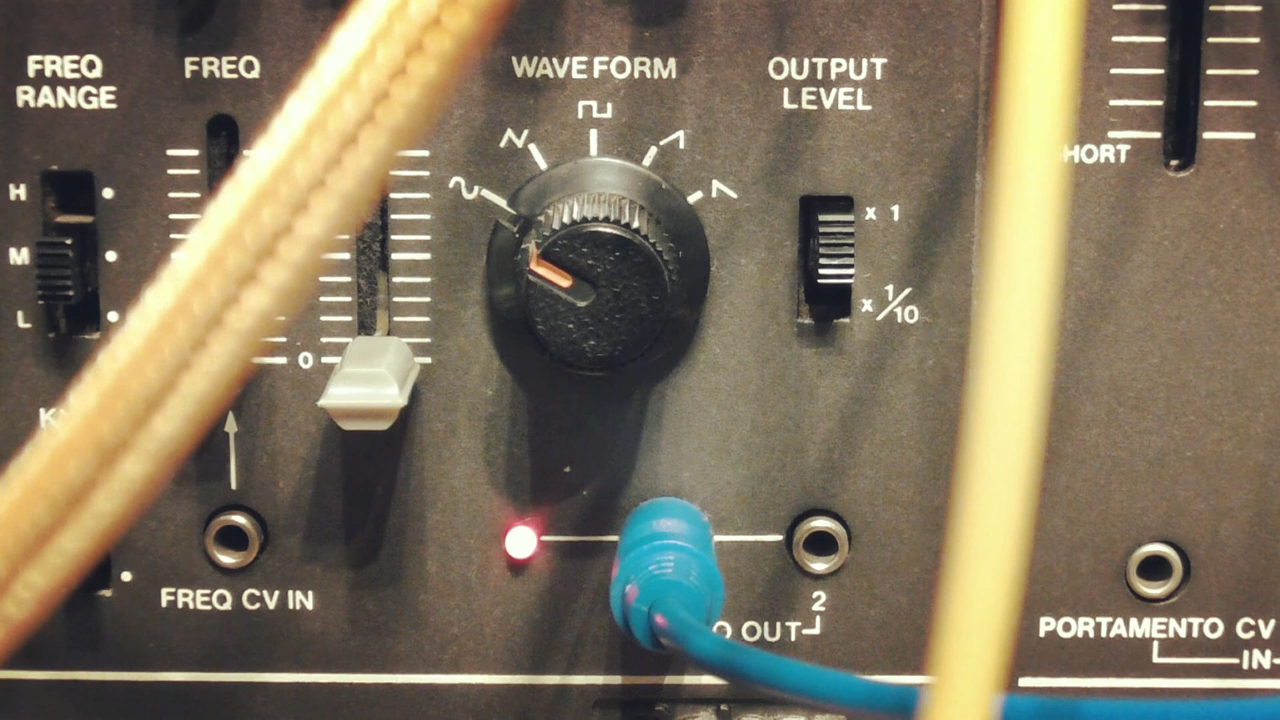 FREQ
RANGE
FREQ
WAVEFORM
OUTPUT
LEVEL
HORT
H
M
L
x 1
x 1/10
0
K
FREQ CV IN
2
O OUT
PORTAMENTO CV
IN